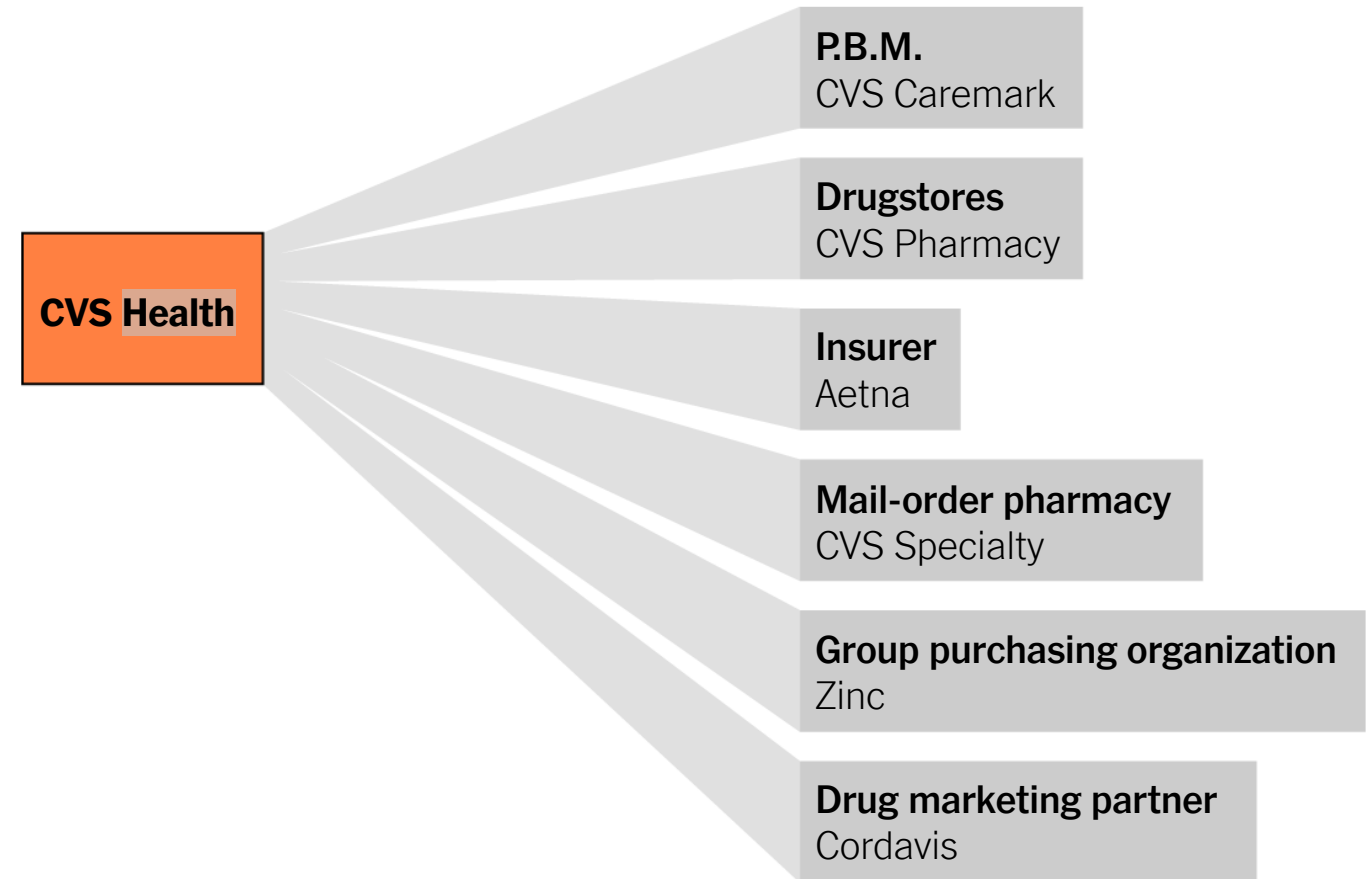 CVS Health
P.B.M.
CVS Caremark
Drugstores
CVS Pharmacy
Insurer
Aetna
Mail-order pharmacy
CVS Specialty
Group purchasing organization
Zinc
Drug marketing partner
Cordavis